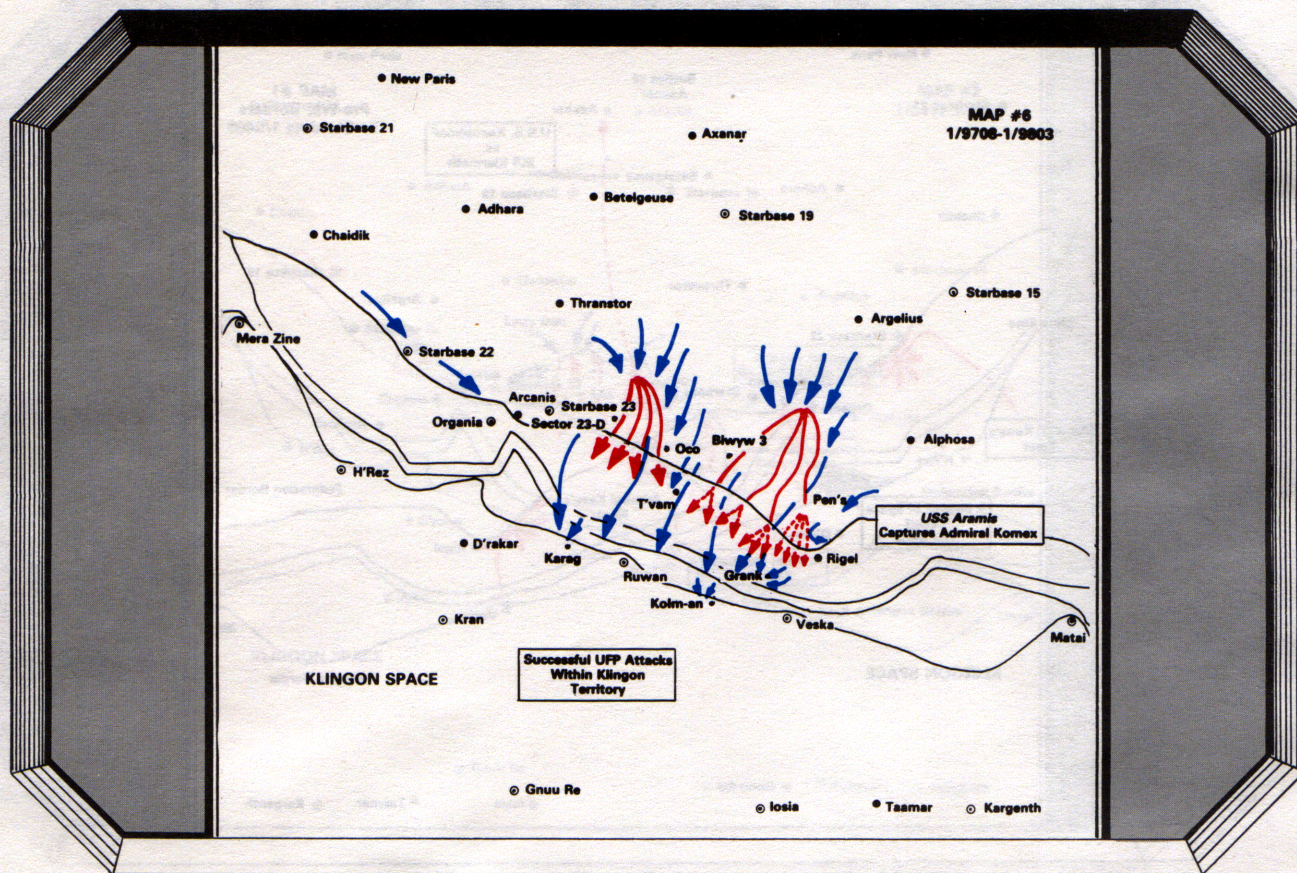 New Paris
MAP #6
1/9708-1/9803
Starbase 21
Axanar
Betelgeuse
Adhara
Starbase 19
Chaidik
Starbase 15
Thranstor
Argelius
Mera Zine
Starbase 22
Arcanis
Starbase 23
Organia
Sector 23-D
Blwyw 3
Alphosa
Oco
H'Rez
T'vam
Pen's
USS Aramis
Captures Admiral Komex
D'rakar
Karag
Rigel
Ruwan
Grank
Kolm-an
Kran
Veska
Matai
Successful UFP Attacks
Within Klingon
Territory
KLINGON SPACE
Gnuu Re
Iosia
Taamar
Kargenth